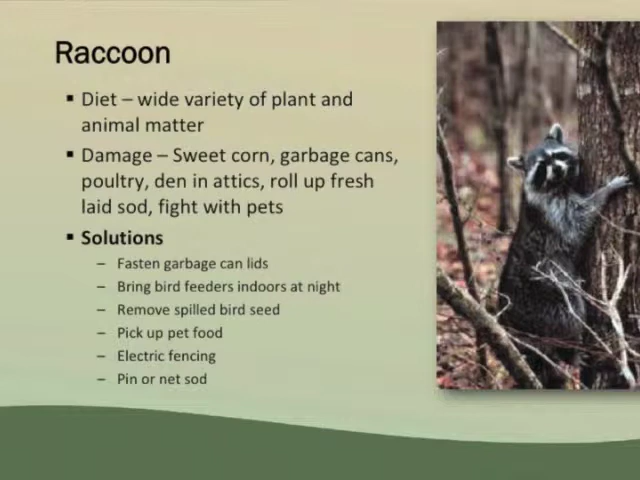 Raccoon
▪ Diet – wide variety of plant and
animal matter
▪ Damage – Sweet corn, garbage cans,
poultry, den in attics, roll up fresh
laid sod, fight with pets
▪ Solutions
– Fasten garbage can lids
– Bring bird feeders indoors at night
– Remove spilled bird seed
– Pick up pet food
– Electric fencing
– Pin or net sod